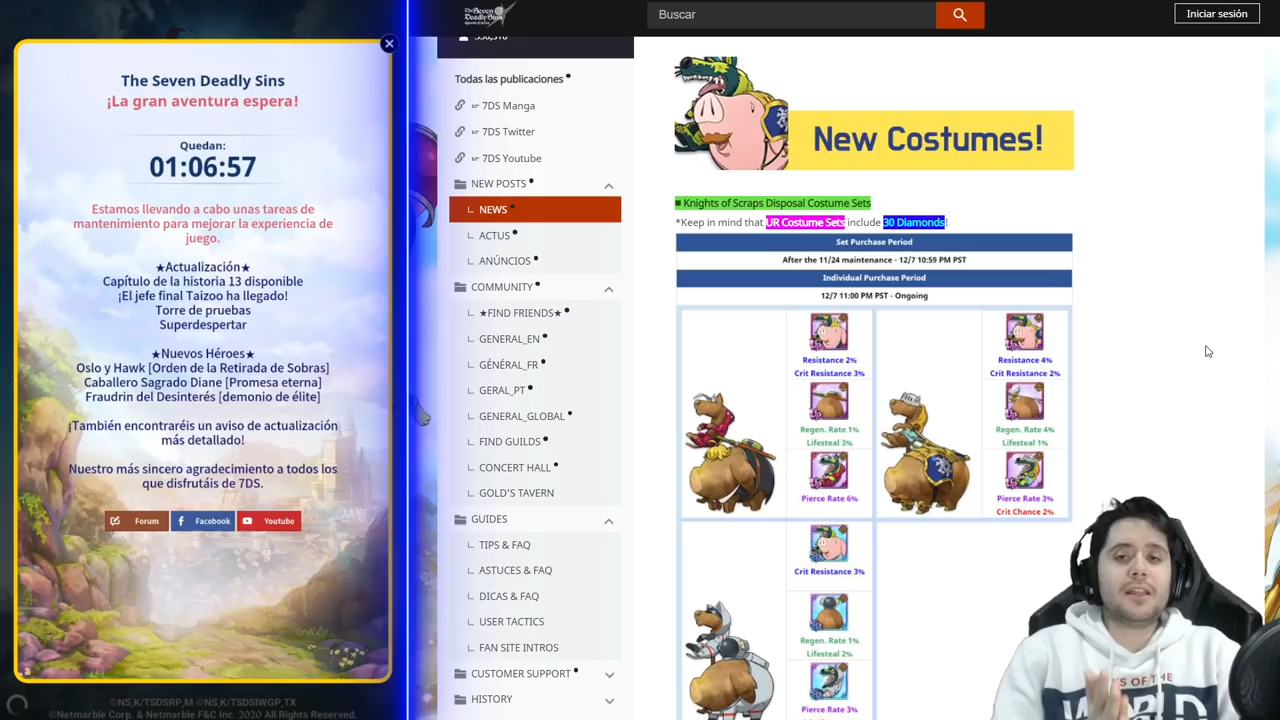 The Seven Deadly Sins
¡La gran aventura espera!
Quedan:
01:06:57
Estamos llevando a cabo unas tareas de
mantenimiento para mejorar la experiencia de
juego.
★Actualización★
Capítulo de la historia 13 disponible
¡El jefe final Taizoo ha llegado!
Torre de pruebas
Superdespertar
★Nuevos Héroes★
Oslo y Hawk [Orden de la Retirada de Sobras]
Caballero Sagrado Diane [Promesa eterna]
Fraudrin del Desinterés [demonio de élite]
¡También encontraréis un aviso de actualización
más detallado!
Nuestro más sincero agradecimiento a todos los
que disfrutáis de 7DS.
Forum
Facebook
Youtube
©NS,K/TSDSRP,M ©NS,K/TSDSIWGP,TX
©Netmarble Corp. & Netmarble F&C Inc. 2020 All Rights Reserved.
The Seven
Deadly Sins
Todas las publicaciones
☞ 7DS Manga
☞ 7DS Twitter
☞ 7DS Youtube
NEW POSTS
NEWS
ACTUS
ANÚNCIOS
COMMUNITY
★FIND FRIENDS★
GENERAL_EN
GÉNÉRAL_FR
GERAL_PT
GENERAL_GLOBAL
FIND GUILDS
CONCERT HALL
GOLD'S TAVERN
GUIDES
TIPS & FAQ
ASTUCES & FAQ
DICAS & FAQ
USER TACTICS
FAN SITE INTROS
CUSTOMER SUPPORT
HISTORY
Buscar
Iniciar sesión
New Costumes!
■ Knights of Scraps Disposal Costume Sets
*Keep in mind that UR Costume Sets include 30 Diamonds!
Set Purchase Period
After the 11/24 maintenance - 12/7 10:59 PM PST
Individual Purchase Period
12/7 11:00 PM PST - Ongoing
Resistance 2%
Crit Resistance 3%
Regen. Rate 1%
Lifesteal 3%
Pierce Rate 6%
Resistance 4%
Crit Resistance 2%
Regen. Rate 4%
Lifesteal 1%
Pierce Rate 3%
Crit Chance 2%
Crit Resistance 3%
Regen. Rate 1%
Lifesteal 2%
Pierce Rate 3%